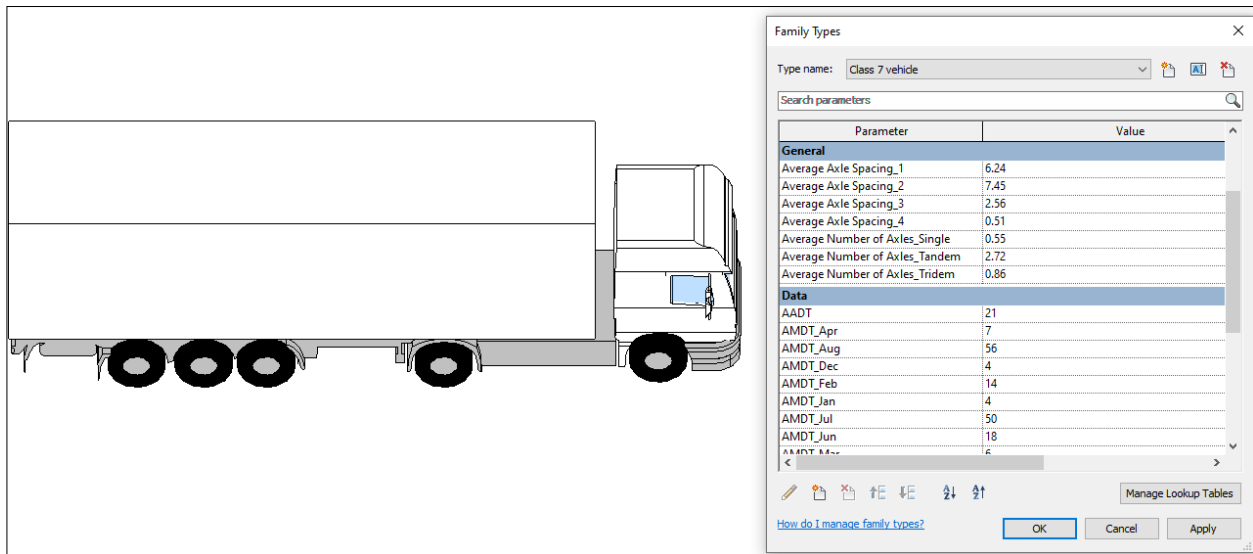 Family Types
Type name: Class 7 vehicle
Search parameters
Parameter Value
General
Average Axle Spacing_1 6.24
Average Axle Spacing_2 7.45
Average Axle Spacing_3 2.56
Average Axle Spacing_4 0.51
Average Number of Axles_Single 0.55
Average Number of Axles_Tandem 2.72
Average Number of Axles_Tridem 0.86
Data
AADT 21
AMDT_Apr 7
AMDT_Aug 56
AMDT_Dec 4
AMDT_Feb 14
AMDT_Jan 4
AMDT_Jul 50
AMDT_Jun 18
AMDT_Mar 6
Manage Lookup Tables
How do I manage family types?
OK Cancel Apply